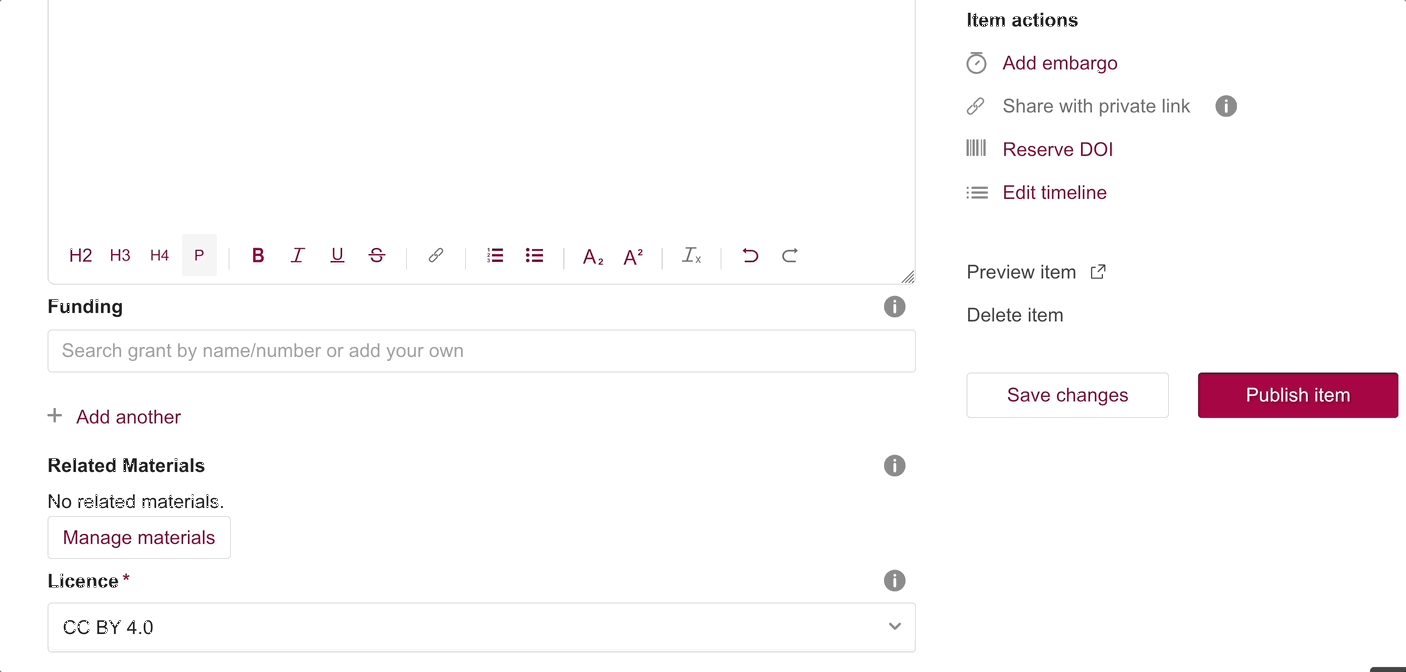 H2 H3 H4 P B I U S A₂ A² Ix
Funding
Search grant by name/number or add your own
+ Add another
Related Materials
No related materials.
Manage materials
Licence*
CC BY 4.0
Item actions
Add embargo
Share with private link
Reserve DOI
Edit timeline
Preview item
Delete item
Save changes
Publish item